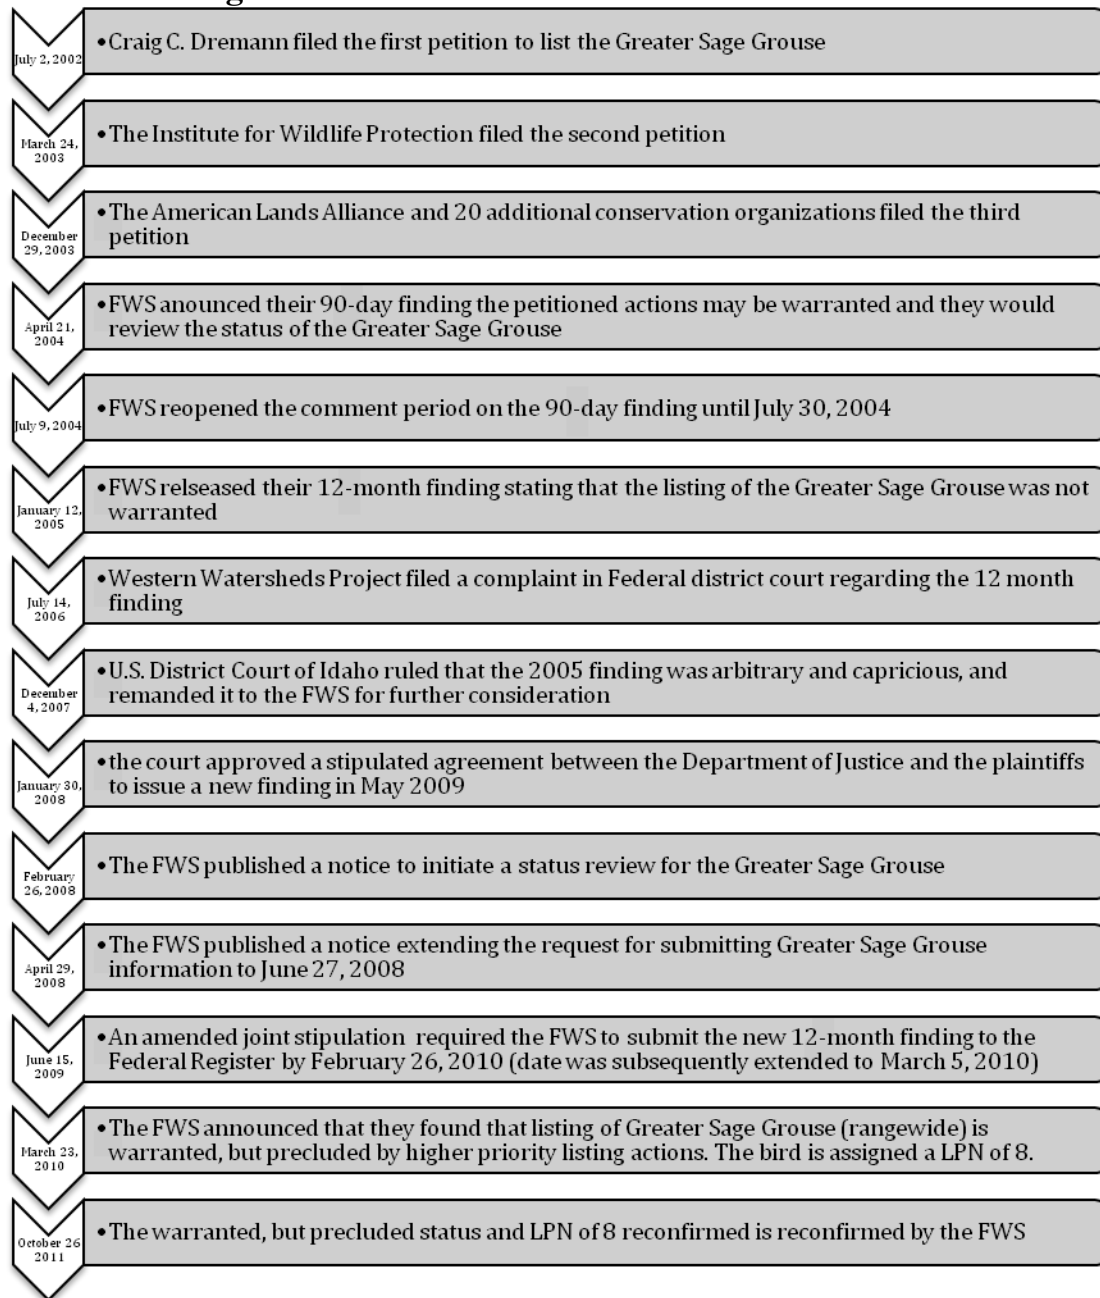 July 2, 2002
•Craig C. Dremann filed the first petition to list the Greater Sage Grouse
March 24,
2003
•The Institute for Wildlife Protection filed the second petition
December
29, 2003
•The American Lands Alliance and 20 additional conservation organizations filed the third
petition
April 21,
2004
•FWS anounced their 90-day finding the petitioned actions may be warranted and they would
review the status of the Greater Sage Grouse
July 9, 2004
•FWS reopened the comment period on the 90-day finding until July 30, 2004
January 12,
2005
•FWS relseased their 12-month finding stating that the listing of the Greater Sage Grouse was not
warranted
July 14,
2006
•Western Watersheds Project filed a complaint in Federal district court regarding the 12 month
finding
December
4, 2007
•U.S. District Court of Idaho ruled that the 2005 finding was arbitrary and capricious, and
remanded it to the FWS for further consideration
January 30,
2008
•the court approved a stipulated agreement between the Department of Justice and the plaintiffs
to issue a new finding in May 2009
February
26, 2008
•The FWS published a notice to initiate a status review for the Greater Sage Grouse
April 29,
2008
•The FWS published a notice extending the request for submitting Greater Sage Grouse
information to June 27, 2008
June 15,
2009
•An amended joint stipulation required the FWS to submit the new 12-month finding to the
Federal Register by February 26, 2010 (date was subsequently extended to March 5, 2010)
March 23,
2010
•The FWS announced that they found that listing of Greater Sage Grouse (rangewide) is
warranted, but precluded by higher priority listing actions. The bird is assigned a LPN of 8.
October 26
2011
•The warranted, but precluded status and LPN of 8 reconfirmed is reconfirmed by the FWS